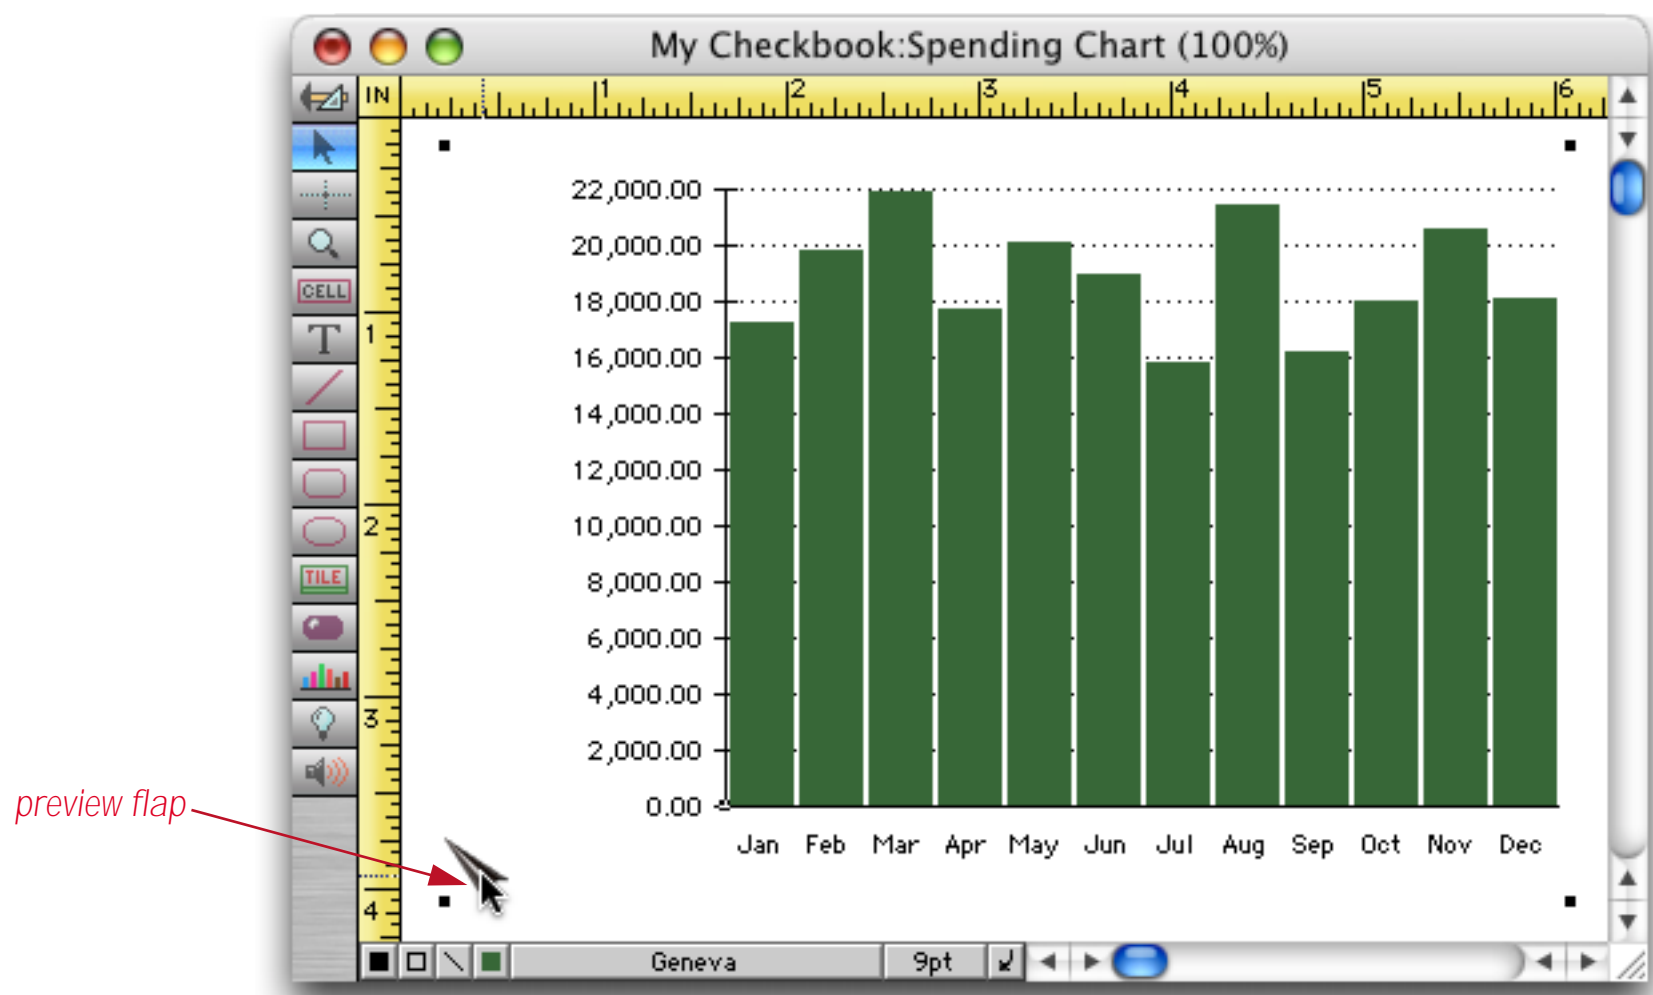 My Checkbook:Spending Chart (100%)
IN 1 2 3 4 5 6
CELL
T
TILE
1
2
3
4
22,000.00
20,000.00
18,000.00
16,000.00
14,000.00
12,000.00
10,000.00
8,000.00
6,000.00
4,000.00
2,000.00
0.00
Jan Feb Mar Apr May Jun Jul Aug Sep Oct Nov Dec
preview flap
Geneva 9pt